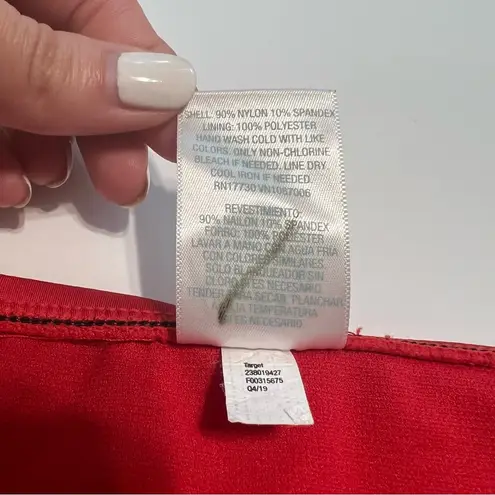 SHELL: 90% NYLON 10% SPANDEX
LINING: 100% POLYESTER
HAND WASH COLD WITH LIKE
COLORS: ONLY NON-CHLORINE
BLEACH IF NEEDED. LINE DRY.
COOL IRON IF NEEDED.
RN17730 VN1087006
REVESTIMIENTO:
90% NAILON 10% SPANDEX
FORRO: 100% POLIESTER
LAVAR A MANO CON AGUA FRIA
CON COLORES SIMILARES
SOLO BLANQUEADOR SIN
CLORO ES NECESARIO
TENDER PARA SECAR. PLANCHAR
BAJA TEMPERATURA
ES NECESARIO
Target
238019427
F00315675
Q4/19